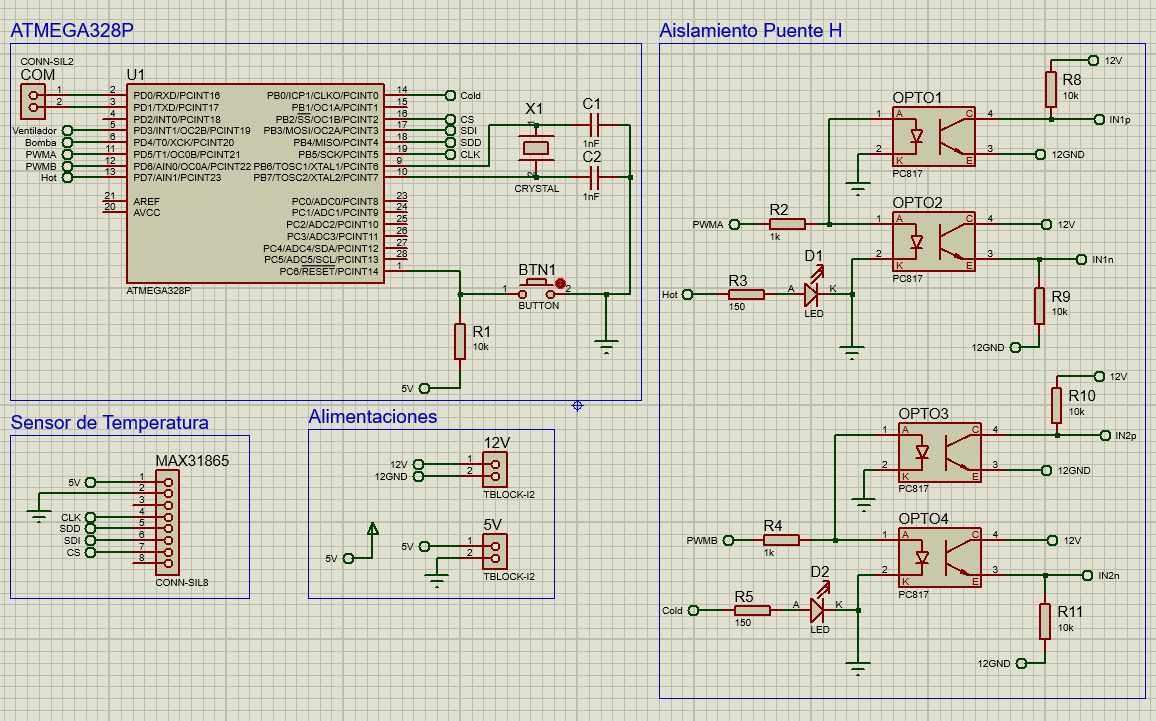 ATMEGA328P
CONN-SIL2
COM
1
2
U1
2 PD0/RXD/PCINT16
3 PD1/TXD/PCINT17
4 PD2/INT0/PCINT18
Ventilador 5 PD3/INT1/OC2B/PCINT19
Bomba 6 PD4/T0/XCK/PCINT20
PWMA 11 PD5/T1/OC0B/PCINT21
PWMB 12 PD6/AIN0/OC0A/PCINT22
Hot 13 PD7/AIN1/PCINT23
21 AREF
20 AVCC
PB0/ICP1/CLKO/PCINT0 14 Cold
PB1/OC1A/PCINT1 15
PB2/SS/OC1B/PCINT2 16 CS
PB3/MOSI/OC2A/PCINT3 17 SDI
PB4/MISO/PCINT4 18 SDD
PB5/SCK/PCINT5 19 CLK
PB6/TOSC1/XTAL1/PCINT6 9
PB7/TOSC2/XTAL2/PCINT7 10
PC0/ADC0/PCINT8 23
PC1/ADC1/PCINT9 24
PC2/ADC2/PCINT10 25
PC3/ADC3/PCINT11 26
PC4/ADC4/SDA/PCINT12 27
PC5/ADC5/SCL/PCINT13 28
PC6/RESET/PCINT14 1
ATMEGA328P
X1
CRYSTAL
C1
1nF
C2
1nF
BTN1
1 2
BUTTON
R1
10k
5V
Sensor de Temperatura
MAX31865
5V 1
2
3
CLK 4
SDD 5
SDI 6
CS 7
8
CONN-SIL8
Alimentaciones
12V
12V 1
12GND 2
TBLOCK-I2
5V
5V
5V 1
2
TBLOCK-I2
Aislamiento Puente H
12V
R8
10k
OPTO1
1 A C 4 IN1p
2 K E 3 12GND
PC817
OPTO2
PWMA R2 1 A C 4 12V
1k
2 K E 3 IN1n
PC817
D1
Hot R3 A K
150
LED
R9
10k
12GND
12V
R10
10k
OPTO3
1 A C 4 IN2p
2 K E 3 12GND
PC817
OPTO4
PWMB R4 1 A C 4 12V
1k
2 K E 3 IN2n
PC817
D2
Cold R5 A K
150
LED
R11
10k
12GND